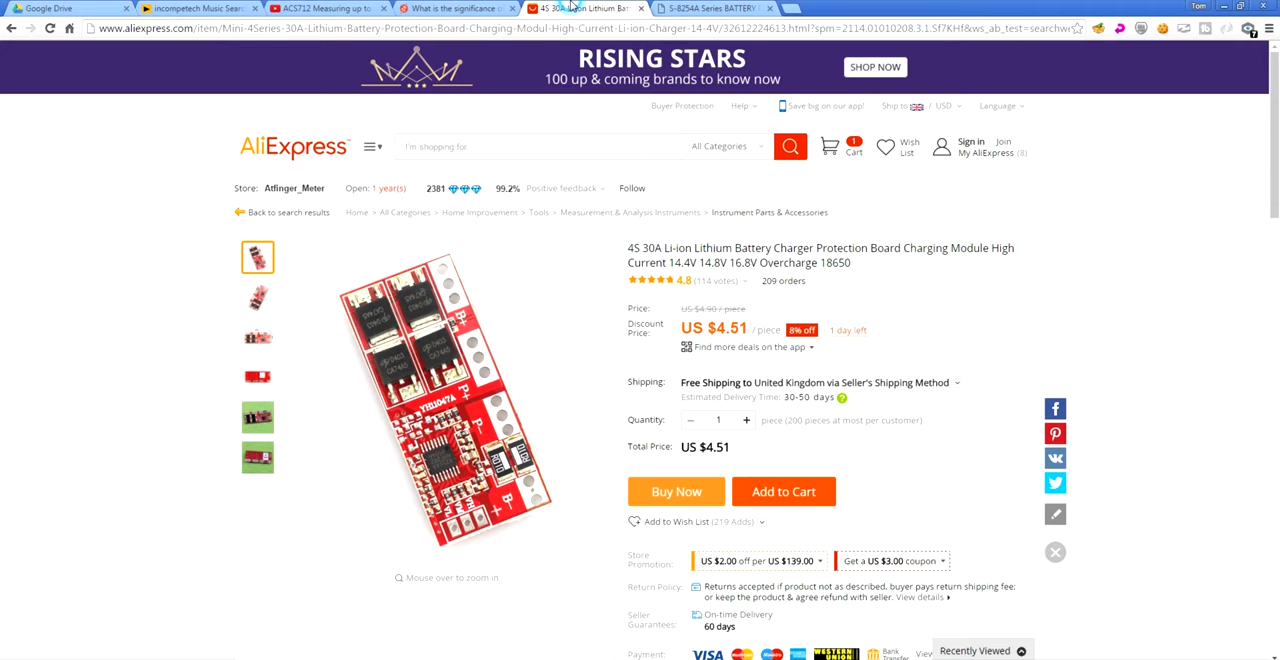 Google Drive
incompetech Music Sear
ACS712 Measuring up to
What is the significance o
4S 30A Li-ion Lithium Bat
S-8254A Series BATTERY
Tom
www.aliexpress.com/item/Mini-4Series-30A-Lithium-Battery-Protection-Board-Charging-Modul-High-Current-Li-ion-Charger-14-4V/32612224613.html?spm=2114.01010208.3.1.Sf7KHf&ws_ab_test=searchwe
RISING STARS
100 up & coming brands to know now
SHOP NOW
Buyer Protection Help Save big on our app! Ship to / USD Language
AliExpress
I'm shopping for
All Categories
1
Cart
Wish List
Sign in Join
My AliExpress (8)
Store: Atfinger_Meter Open: 1 year(s) 2381 99.2% Positive feedback Follow
Back to search results Home > All Categories > Home Improvement > Tools > Measurement & Analysis Instruments > Instrument Parts & Accessories
4S 30A Li-ion Lithium Battery Charger Protection Board Charging Module High
Current 14.4V 14.8V 16.8V Overcharge 18650
4.8 (114 votes) 209 orders
Price: US $4.90 / piece
Discount Price: US $4.51 / piece 8% off 1 day left
Find more deals on the app
B+
P+
YH11047A
P-
B-
Mouse over to zoom in
Shipping: Free Shipping to United Kingdom via Seller's Shipping Method
Estimated Delivery Time: 30-50 days ?
Quantity: − 1 + piece (200 pieces at most per customer)
Total Price: US $4.51
Buy Now Add to Cart
Add to Wish List (219 Adds)
Store Promotion: US $2.00 off per US $139.00 Get a US $3.00 coupon
Return Policy: Returns accepted if product not as described, buyer pays return shipping fee;
or keep the product & agree refund with seller. View details
Seller Guarantees: On-time Delivery
60 days
Payment: VISA MasterCard Maestro WESTERN UNION Bank Transfer View
Recently Viewed